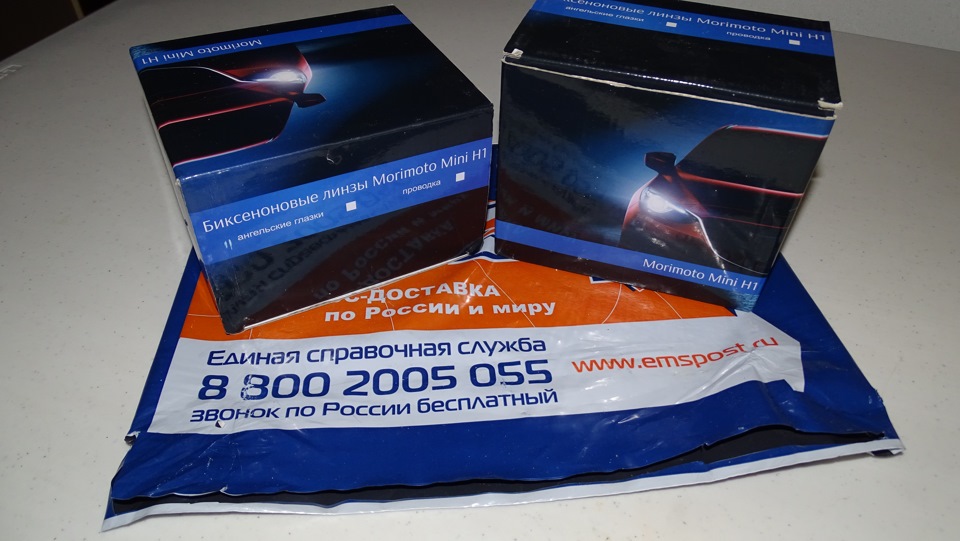 Morimoto Mini H1
Биксеноновые линзы Morimoto Mini H1
ангельские глазки
проводка
ксеноновые линзы Morimoto Mini H1
ангельские глазки
проводка
Morimoto Mini H1
с-ДОСТАВКА
по России и миру
Единая справочная служба
8 800 2005 055
звонок по России бесплатный
www.emspost.ru